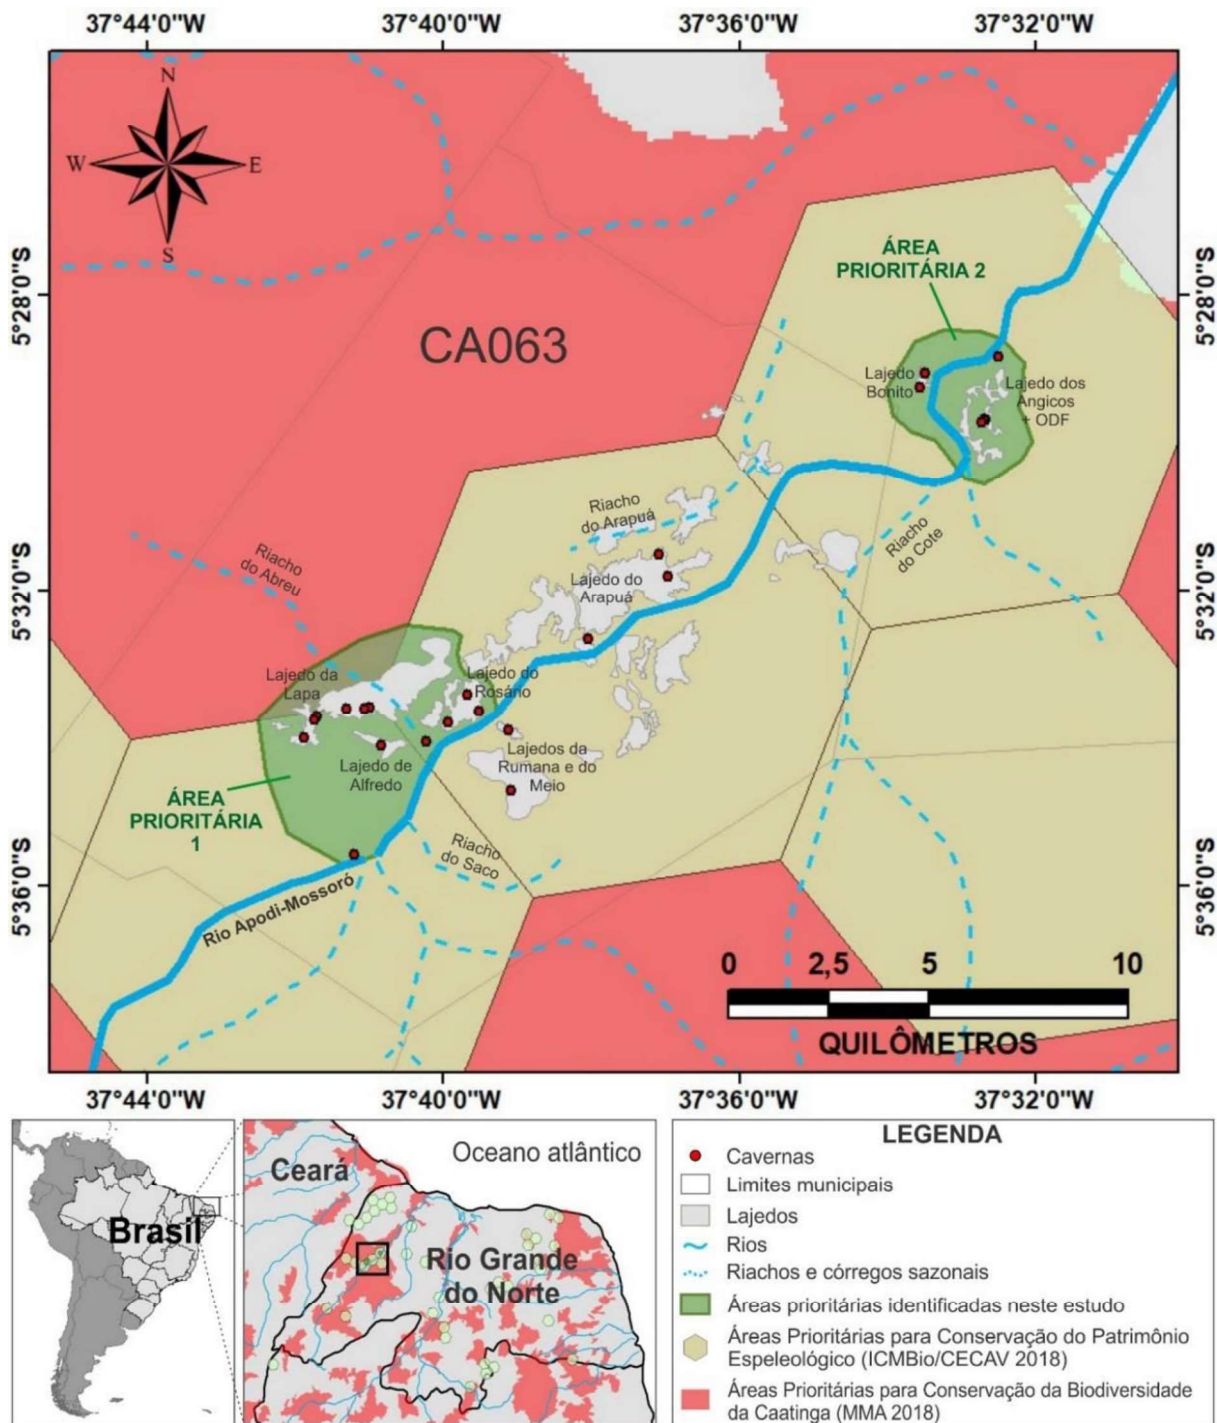 37°44'0"W
37°40'0"W
37°36'0"W
37°32'0"W
N
W
E
S
5°28'0"S
5°28'0"S
5°32'0"S
5°32'0"S
5°36'0"S
5°36'0"S
CA063
ÁREA
PRIORITÁRIA 2
Lajedo
Bonito
Lajedo dos
Angicos
+ ODF
Riacho
do Arapuá
Riacho
do Cote
Riacho
do Abreu
Lajedo do
Arapuá
Lajedo da
Lapa
Lajedo do
Rosário
Lajedo de
Alfredo
Lajedos da
Rumana e do
Meio
ÁREA
PRIORITÁRIA
1
Riacho
do Saco
Rio Apodi-Mossoró
0
2,5
5
10
QUILÔMETROS
37°44'0"W
37°40'0"W
37°36'0"W
37°32'0"W
Brasil
Oceano atlântico
Ceará
Rio Grande
do Norte
LEGENDA
Cavernas
Limites municipais
Lajedos
Rios
Riachos e córregos sazonais
Áreas prioritárias identificadas neste estudo
Áreas Prioritárias para Conservação do Patrimônio
Espeleológico (ICMBio/CECAV 2018)
Áreas Prioritárias para Conservação da Biodiversidade
da Caatinga (MMA 2018)